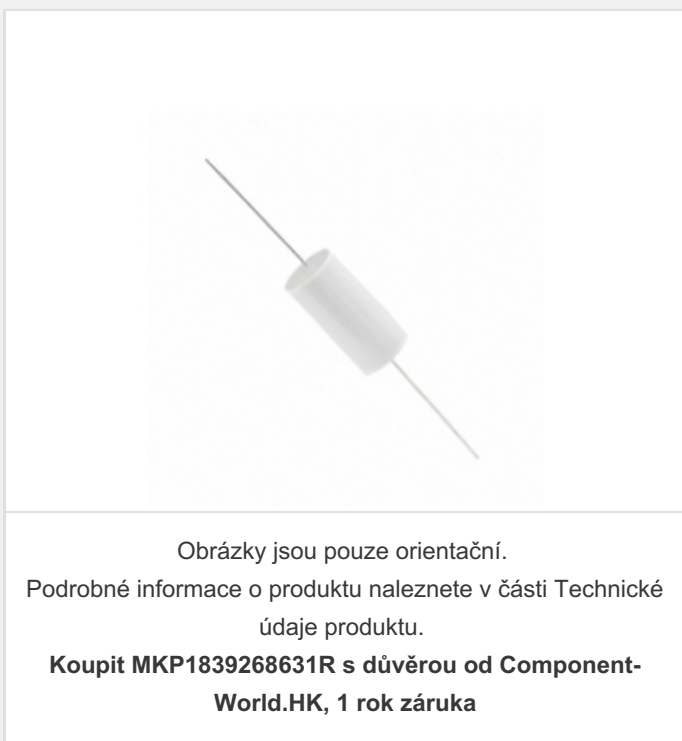 Obrázky jsou pouze orientační.
Podrobné informace o produktu naleznete v části Technické
údaje produktu.
Koupit MKP1839268631R s důvěrou od Component-
World.HK, 1 rok záruka